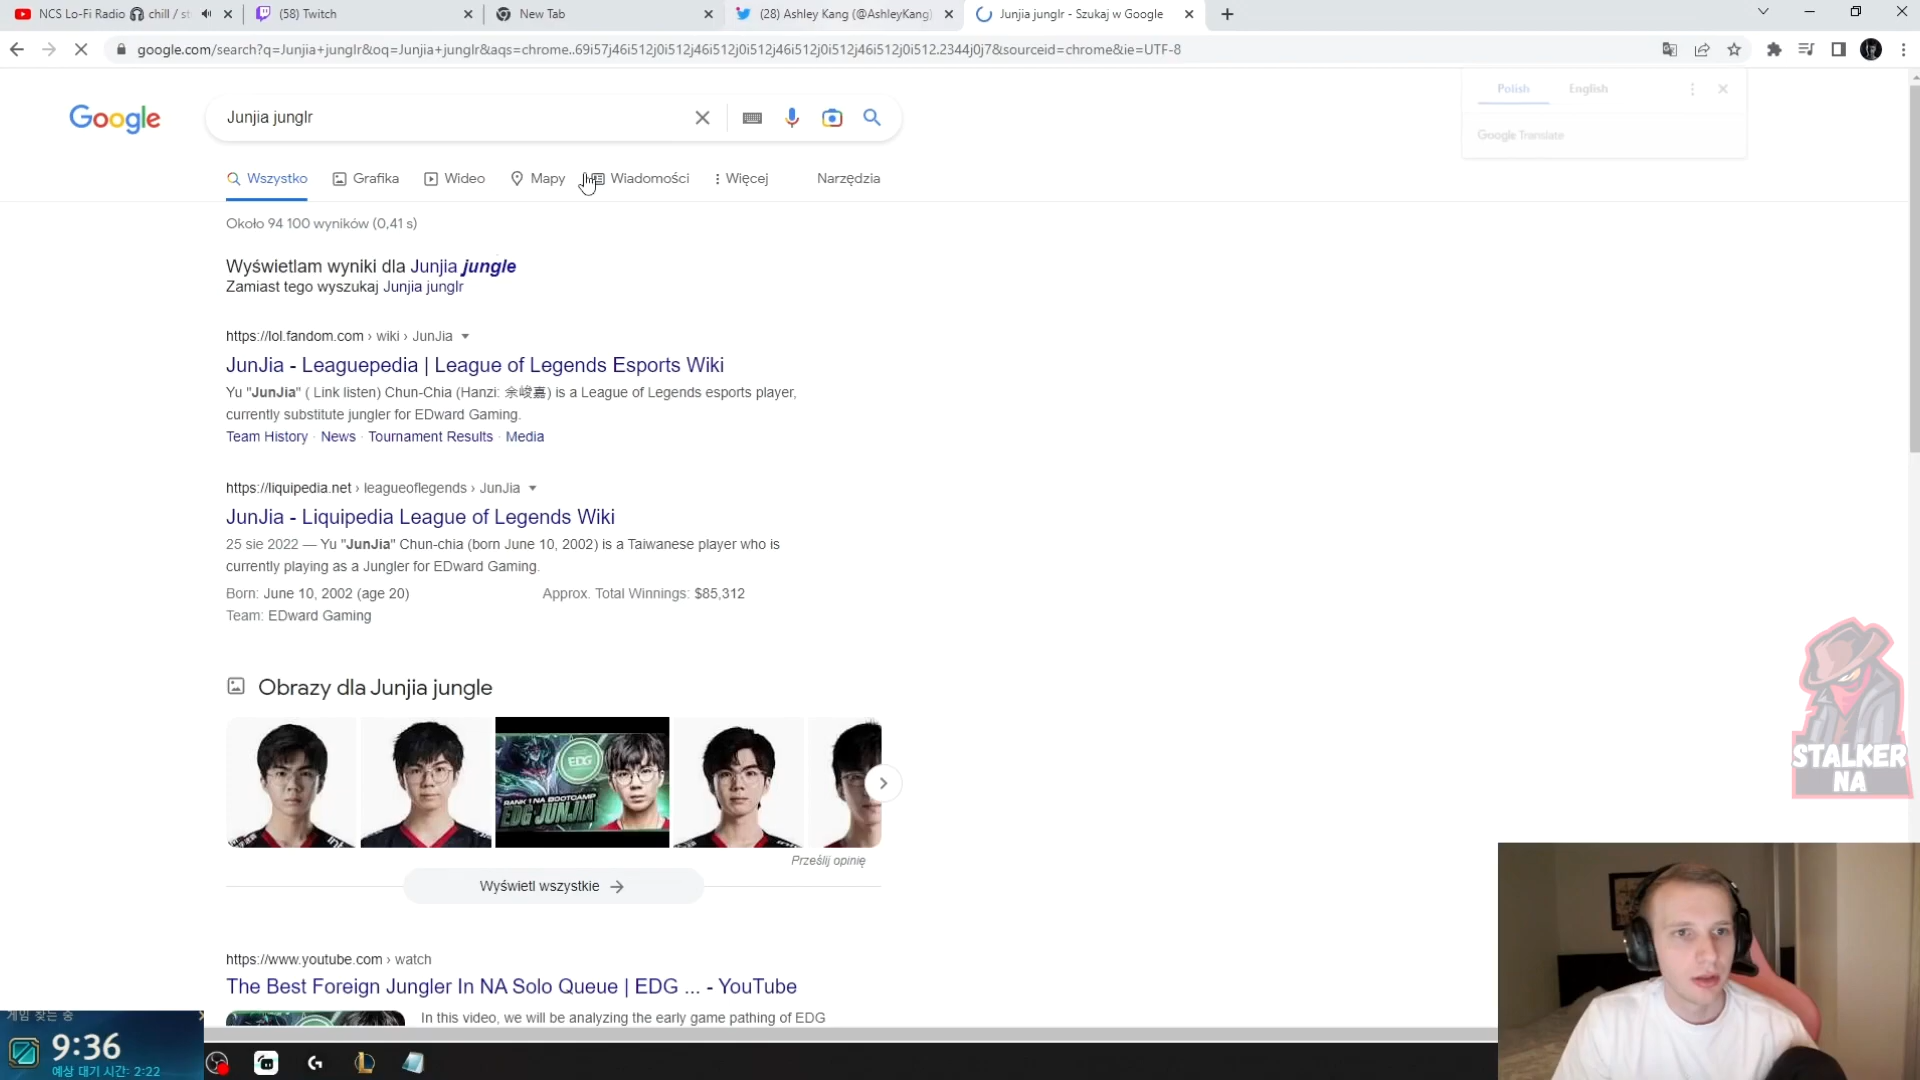 NCS Lo-Fi Radio 🎧 chill / st
(58) Twitch
New Tab
(28) Ashley Kang (@AshleyKang)
Junjia junglr - Szukaj w Google
google.com/search?q=Junjia+junglr&oq=Junjia+junglr&aqs=chrome..69i57j46i512j0i512j46i512j0i512j46i512j46i512j0i512.2344j0j7&sourceid=chrome&ie=UTF-8
Polish English
Google Translate
Google
Junjia junglr
Wszystko Grafika Video Mapy Wiadomości Więcej Narzędzia
Około 94 100 wyników (0,41 s)
Wyświetlam wyniki dla Junjia jungle
Zamiast tego wyszukaj Junjia junglr
https://lol.fandom.com › wiki › JunJia
JunJia - Leaguepedia | League of Legends Esports Wiki
Yu "JunJia" ( Link listen) Chun-Chia (Hanzi: 余峻嘉) is a League of Legends esports player,
currently substitute jungler for EDward Gaming.
Team History · News · Tournament Results · Media
https://liquipedia.net › leagueoflegends › JunJia
JunJia - Liquipedia League of Legends Wiki
25 sie 2022 — Yu "JunJia" Chun-chia (born June 10, 2002) is a Taiwanese player who is
currently playing as a Jungler for EDward Gaming.
Born: June 10, 2002 (age 20) Approx. Total Winnings: $85,312
Team: EDward Gaming
Obrazy dla Junjia jungle
EDG
RANK 1 NA BOOTCAMP
EDG JUNJIA
Prześlij opinię
Wyświetl wszystkie
https://www.youtube.com › watch
The Best Foreign Jungler In NA Solo Queue | EDG ... - YouTube
In this video, we will be analyzing the early game pathing of EDG
STALKER
NA
게임 찾는 중
9:36
예상 대기 시간: 2:22